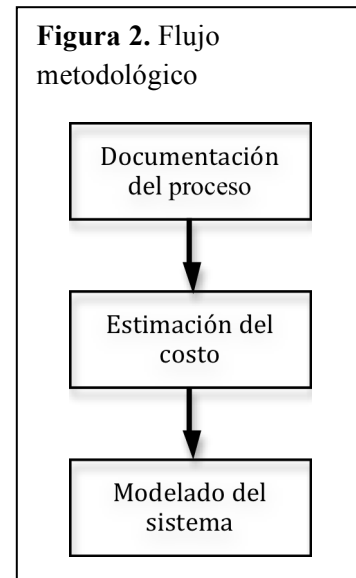 Figura 2. Flujo
metodológico
Documentación
del proceso
Estimación del
costo
Modelado del
sistema